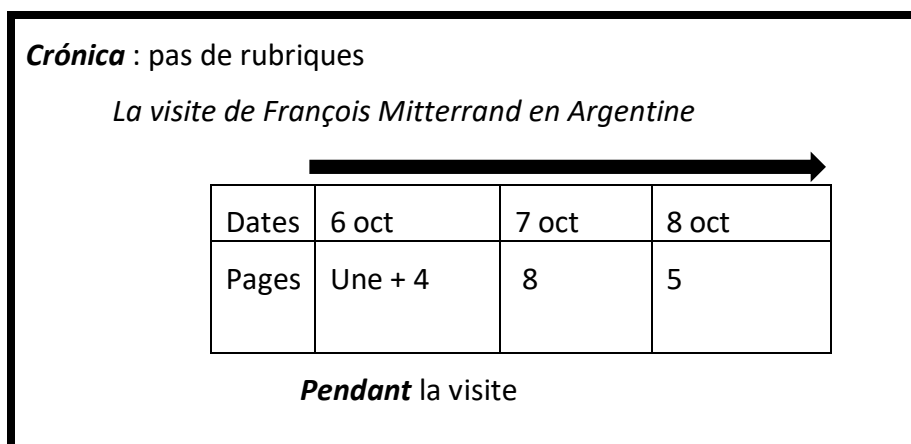 Crónica : pas de rubriques
La visite de François Mitterrand en Argentine
Dates 6 oct 7 oct 8 oct
Pages Une + 4 8 5
Pendant la visite